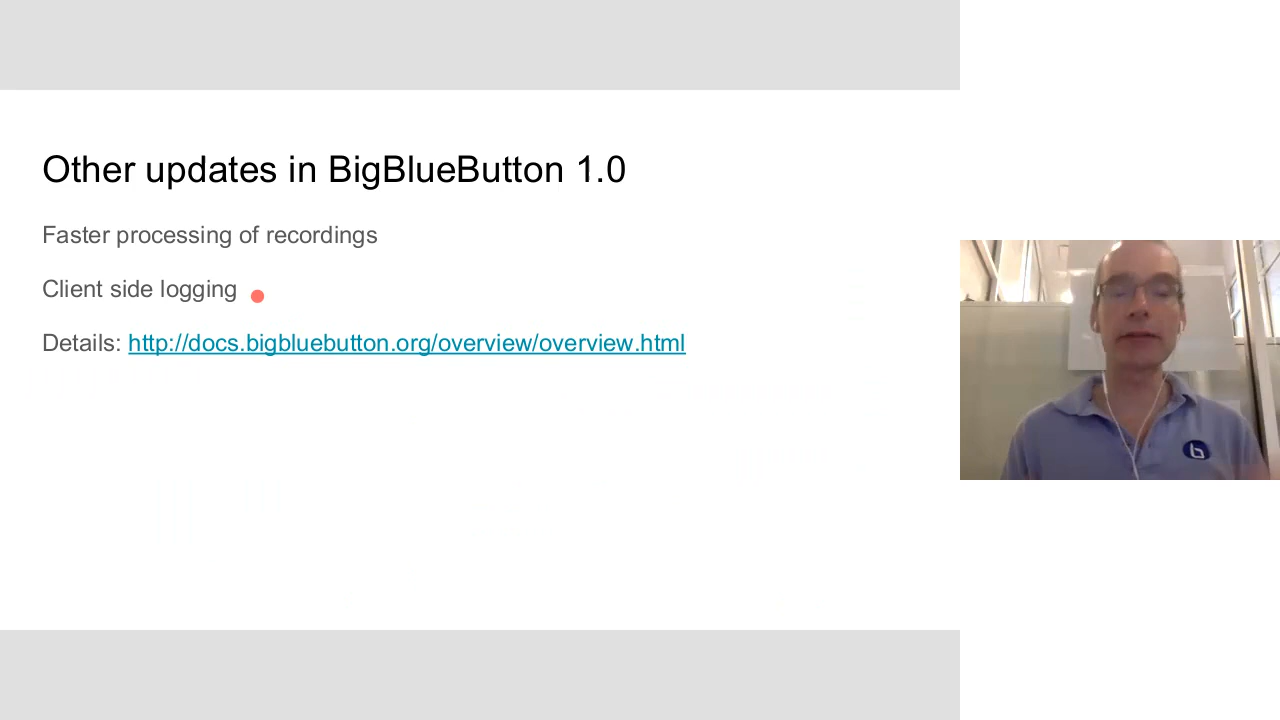 Other updates in BigBlueButton 1.0
Faster processing of recordings
Client side logging
Details: http://docs.bigbluebutton.org/overview/overview.html